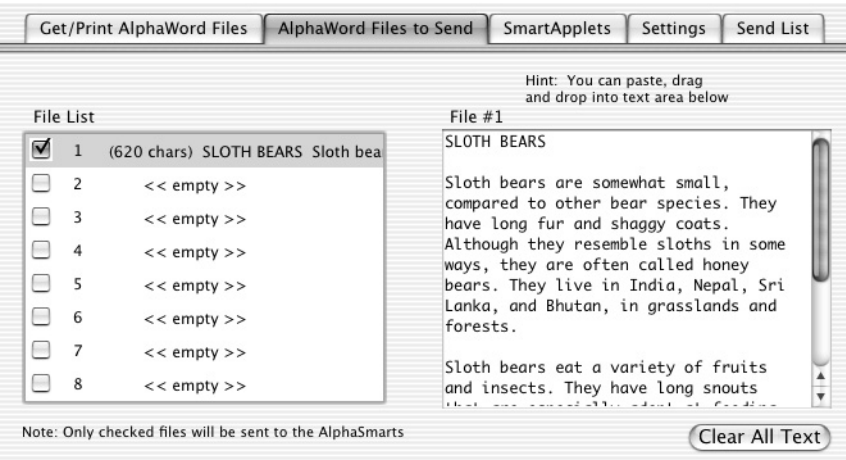 Get/Print AlphaWord Files AlphaWord Files to Send SmartApplets Settings Send List
Hint: You can paste, drag
and drop into text area below
File List
File #1
1 (620 chars) SLOTH BEARS Sloth bea
2 << empty >>
3 << empty >>
4 << empty >>
5 << empty >>
6 << empty >>
7 << empty >>
8 << empty >>
SLOTH BEARS
Sloth bears are somewhat small,
compared to other bear species. They
have long fur and shaggy coats.
Although they resemble sloths in some
ways, they are often called honey
bears. They live in India, Nepal, Sri
Lanka, and Bhutan, in grasslands and
forests.
Sloth bears eat a variety of fruits
and insects. They have long snouts
that are especially adept at feeding
Note: Only checked files will be sent to the AlphaSmarts
Clear All Text